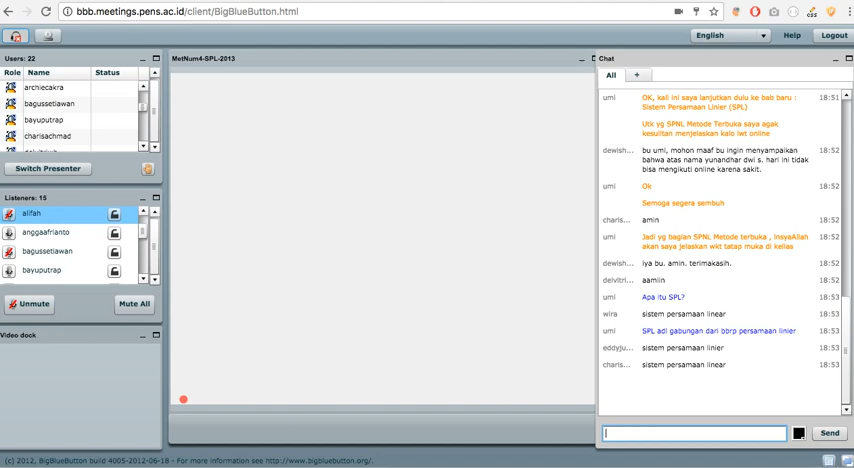 bbb.meetings.pens.ac.id/client/BigBlueButton.html
English
Help
Logout
Users: 22
Role Name Status
archiecakra
bagussetiawan
bayuputrap
charisachmad
Switch Presenter
Listeners: 15
alifah
anggaafrianto
bagussetiawan
bayuputrap
Unmute
Mute All
Video dock
MetNum4-SPL-2013
Chat
All +
umi OK, kali ini saya lanjutkan dulu ke bab baru : 18:51
Sistem Persamaan Linier (SPL)
Utk yg SPNL Metode Terbuka saya agak
kesulitan menjelaskan kalo lwt online
dewish... bu umi, mohon maaf bu ingin menyampaikan 18:52
bahwa atas nama yunandhar dwi s. hari ini tidak
bisa mengikuti online karena sakit.
umi Ok 18:52
Semoga segera sembuh
charis... amin 18:52
umi Jadi yg bagian SPNL Metode terbuka , InsyaAllah 18:52
akan saya jelaskan wkt tatap muka di kelas
dewish... iya bu. amin. terimakasih. 18:52
delvitri... aamiin 18:52
umi Apa itu SPL? 18:53
wira sistem persamaan linear 18:53
umi SPL adl gabungan dari bbrp persamaan linier 18:53
eddyju... sistem persamaan linier 18:53
charis... sistem persamaan linear 18:53
Send
(c) 2012, BigBlueButton build 4005-2012-06-18 - For more information see http://www.bigbluebutton.org/.